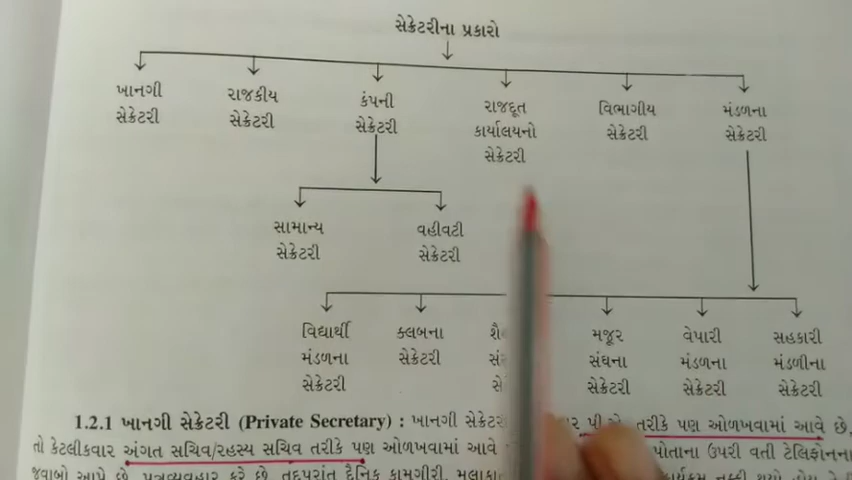 સેક્રેટરીના પ્રકારો
ખાનગી
સેક્રેટરી
રાજકીય
સેક્રેટરી
કંપની
સેક્રેટરી
રાજદૂત
કાર્યાલયનો
સેક્રેટરી
વિભાગીય
સેક્રેટરી
મંડળના
સેક્રેટરી
સામાન્ય
સેક્રેટરી
વહીવટી
સેક્રેટરી
વિદ્યાર્થી
મંડળના
સેક્રેટરી
ક્લબના
સેક્રેટરી
મજૂર
સંઘના
સેક્રેટરી
વેપારી
મંડળના
સેક્રેટરી
સહકારી
મંડળીના
સેક્રેટરી
1.2.1 ખાનગી સેક્રેટરી (Private Secretary) : ખાનગી તરીકે પણ ઓળખવામાં આવે છે,
તો કેટલીકવાર અંગત સચિવ/રહસ્ય સચિવ તરીકે પણ ઓળખવામાં આવે પોતાના ઉપરી વતી ટેલિફોનના
જવાબો આપે છે, પત્રવ્યવહાર કરે છે, તદુપરાંત દૈનિક કામગીરી,